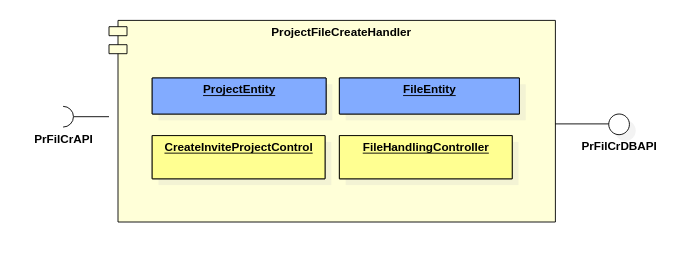 ProjectFileCreateHandler
ProjectEntity
FileEntity
PrFilCrAPI
CreateInviteProjectControl
FileHandlingController
PrFilCrDBAPI